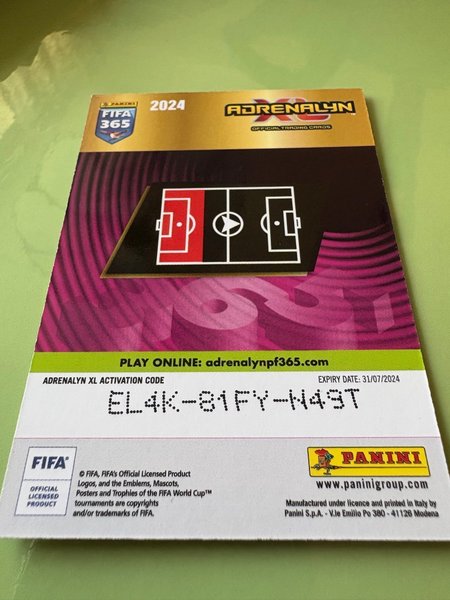 PANINI
FIFA
365
2024
ADRENALYN
XL
OFFICIAL TRADING CARDS
PLAY ONLINE: adrenalynpf365.com
ADRENALYN XL ACTIVATION CODE
EXPIRY DATE: 31/07/2024
EL4K-81FY-N49T
FIFA®
OFFICIAL
LICENSED
PRODUCT
© FIFA, FIFA's Official Licensed Product
Logos, and the Emblems, Mascots,
Posters and Trophies of the FIFA World Cup™
tournaments are copyrights
and/or trademarks of FIFA.
PANINI
www.paninigroup.com
Manufactured under licence and printed in Italy by
Panini S.p.A. - V.le Emilio Po 380 - 41126 Modena